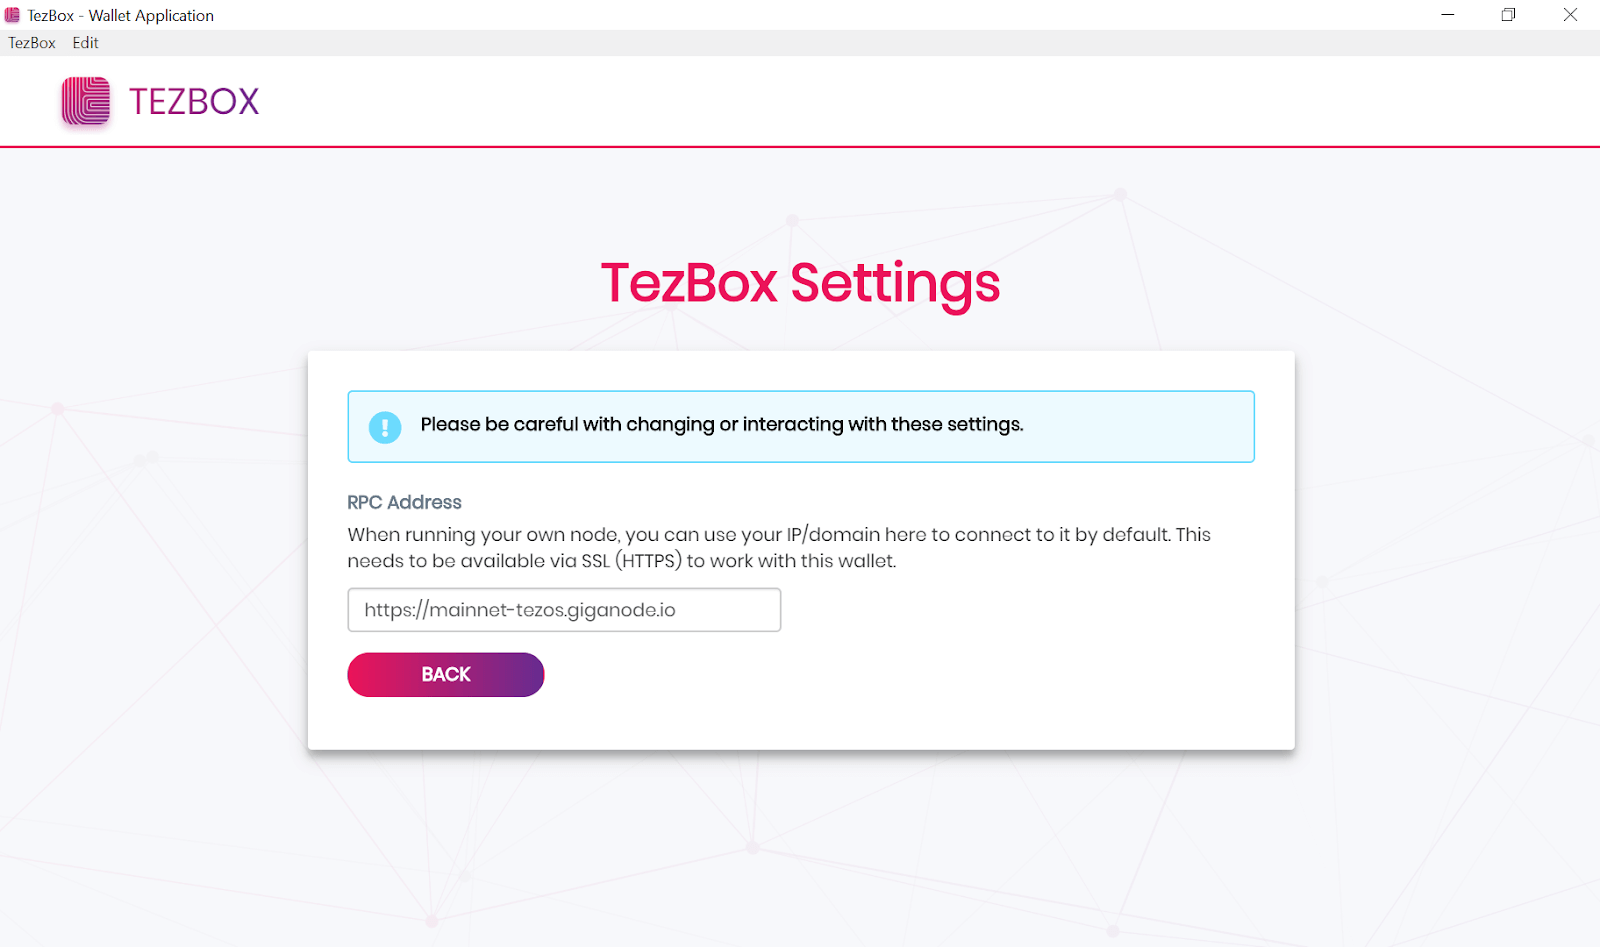 TezBox - Wallet Application
TezBox Edit
TEZBOX
TezBox Settings
Please be careful with changing or interacting with these settings.
RPC Address
When running your own node, you can use your IP/domain here to connect to it by default. This
needs to be available via SSL (HTTPS) to work with this wallet.
https://mainnet-tezos.giganode.io
BACK